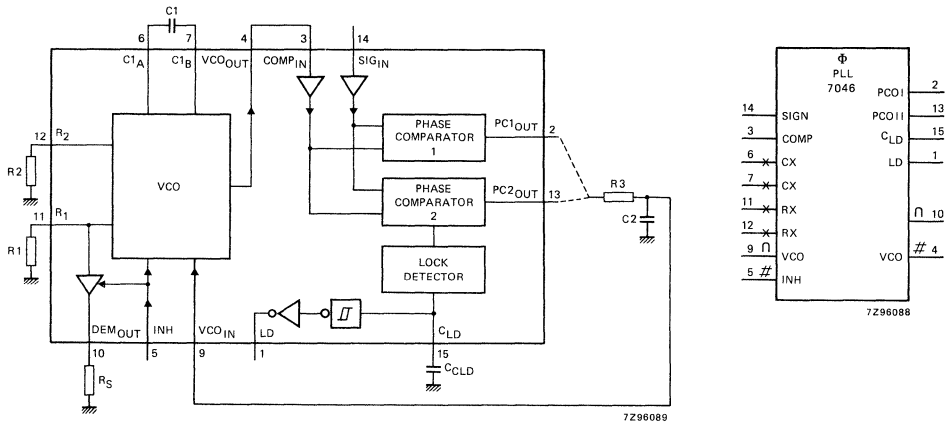 C1
6 7 4 3 14
C1A C1B VCOOUT COMPIN SIGIN
12 R2
R2
11 R1
R1
VCO
PHASE
COMPARATOR
1
PC1OUT 2
PHASE
COMPARATOR
2
PC2OUT 13
R3
C2
LOCK
DETECTOR
DEMOUT INH VCOIN LD CLD
10 5 9 1 15
RS
CCLD
7Z96089
Φ
PLL
7046
14 SIGN
3 COMP
6 CX
7 CX
11 RX
12 RX
9 ∩ VCO
5 # INH
PCOI 2
PCOII 13
CLD 15
LD 1
∩ 10
VCO # 4
7Z96088